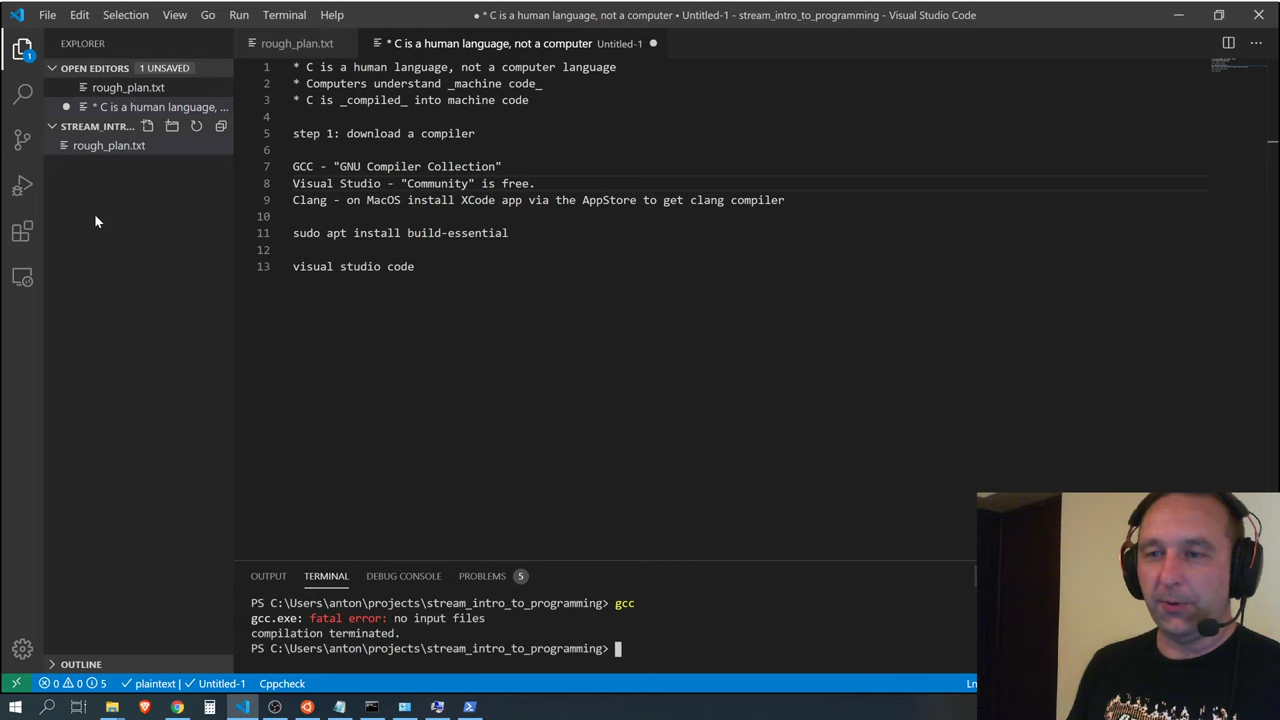 File Edit Selection View Go Run Terminal Help
● * C is a human language, not a computer • Untitled-1 - stream_intro_to_programming - Visual Studio Code
EXPLORER
rough_plan.txt
* C is a human language, not a computer Untitled-1 ●
OPEN EDITORS 1 UNSAVED
rough_plan.txt
● * C is a human language, ...
STREAM_INTR...
rough_plan.txt
1
1 * C is a human language, not a computer language
2 * Computers understand _machine code_
3 * C is _compiled_ into machine code
4
5 step 1: download a compiler
6
7 GCC - "GNU Compiler Collection"
8 Visual Studio - "Community" is free.
9 Clang - on MacOS install XCode app via the AppStore to get clang compiler
10
11 sudo apt install build-essential
12
13 visual studio code
OUTPUT TERMINAL DEBUG CONSOLE PROBLEMS 5
PS C:\Users\anton\projects\stream_intro_to_programming> gcc
gcc.exe: fatal error: no input files
compilation terminated.
PS C:\Users\anton\projects\stream_intro_to_programming>
OUTLINE
0 0 5 ✓ plaintext | ✓ Untitled-1 Cppcheck Ln